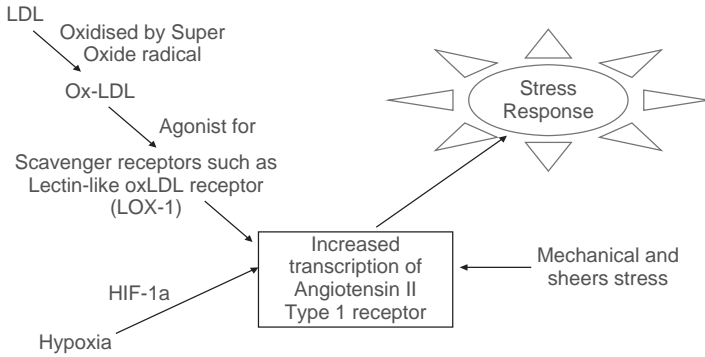 LDL
Oxidised by Super
Oxide radical
Ox-LDL
Agonist for
Scavenger receptors such as
Lectin-like oxLDL receptor
(LOX-1)
Stress
Response
Increased
transcription of
Angiotensin II
Type 1 receptor
Mechanical and
sheers stress
HIF-1a
Hypoxia